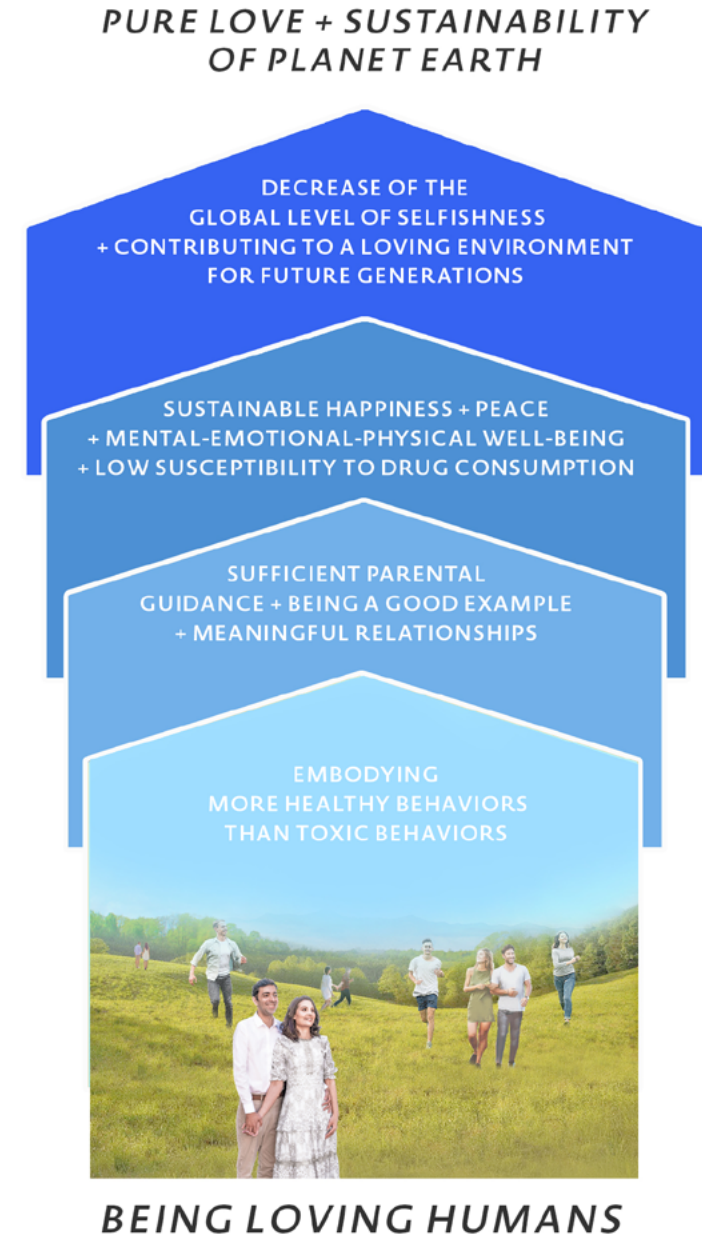 PURE LOVE + SUSTAINABILITY
OF PLANET EARTH
DECREASE OF THE
GLOBAL LEVEL OF SELFISHNESS
+ CONTRIBUTING TO A LOVING ENVIRONMENT
FOR FUTURE GENERATIONS
SUSTAINABLE HAPPINESS + PEACE
+ MENTAL-EMOTIONAL-PHYSICAL WELL-BEING
+ LOW SUSCEPTIBILITY TO DRUG CONSUMPTION
SUFFICIENT PARENTAL
GUIDANCE + BEING A GOOD EXAMPLE
+ MEANINGFUL RELATIONSHIPS
EMBODYING
MORE HEALTHY BEHAVIORS
THAN TOXIC BEHAVIORS
BEING LOVING HUMANS